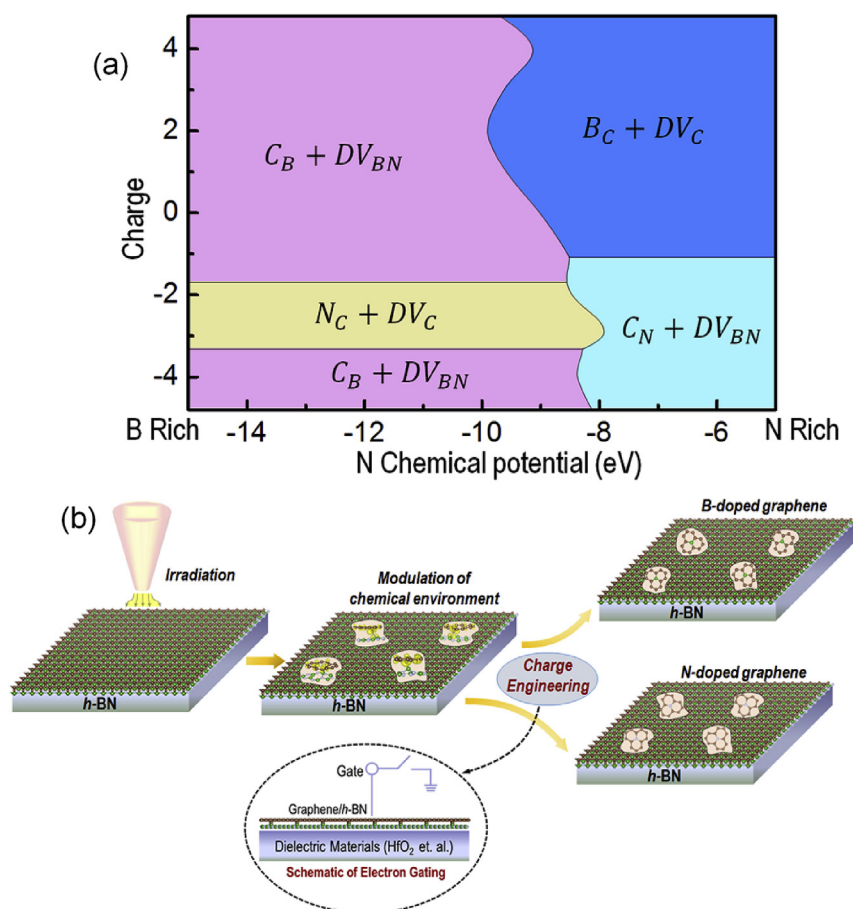 (a)
Charge
4
2
0
-2
-4
C_B + DV_BN
B_C + DV_C
N_C + DV_C
C_N + DV_BN
C_B + DV_BN
B Rich -14 -12 -10 -8 -6 N Rich
N Chemical potential (eV)
(b)
Irradiation
h-BN
Modulation of
chemical environment
h-BN
Charge
Engineering
B-doped graphene
h-BN
N-doped graphene
h-BN
Gate
Graphene/h-BN
Dielectric Materials (HfO₂ et. al.)
Schematic of Electron Gating